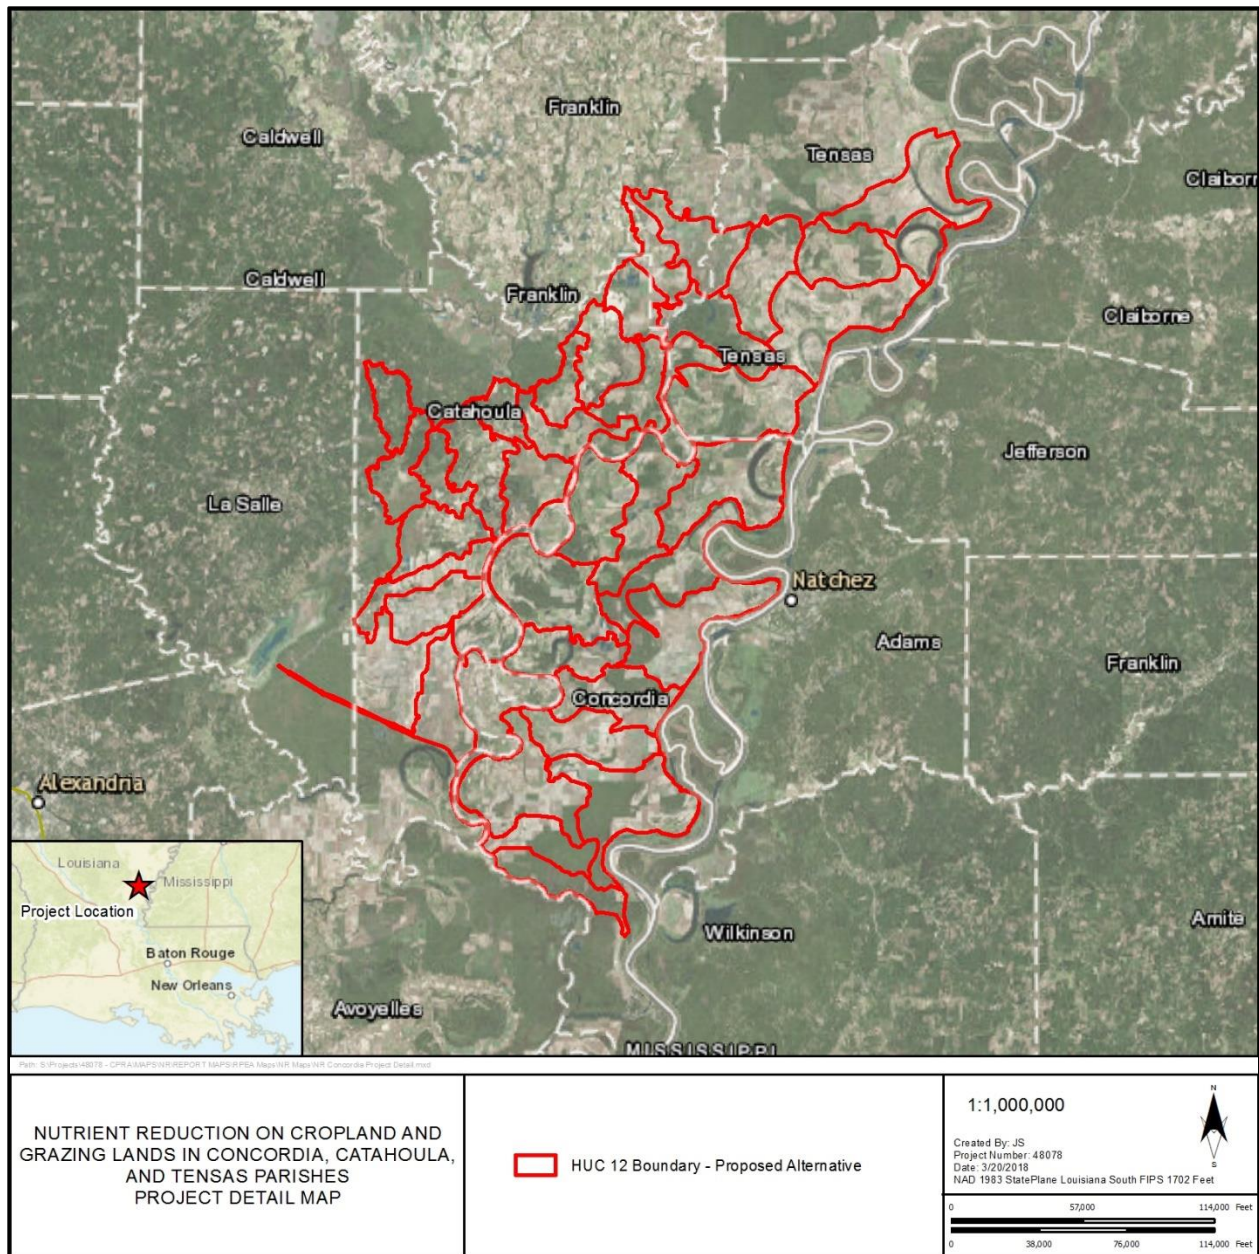 Franklin
Caldwell
Tensas
Claiborn
Caldwell
Franklin
Claiborne
Tensas
Catahoula
Jefferson
La Salle
Natchez
Adams
Franklin
Concordia
Alexandria
Louisiana
Mississippi
Project Location
Baton Rouge
New Orleans
Wilkinson
Amite
Avoyelles
MISSISSIPPI
NUTRIENT REDUCTION ON CROPLAND AND
GRAZING LANDS IN CONCORDIA, CATAHOULA,
AND TENSAS PARISHES
PROJECT DETAIL MAP
HUC 12 Boundary - Proposed Alternative
1:1,000,000
N
S
Created By: JS
Project Number: 48078
Date: 3/20/2018
NAD 1983 StatePlane Louisiana South FIPS 1702 Feet
0 57,000 114,000 Feet
0 38,000 76,000 114,000 Feet